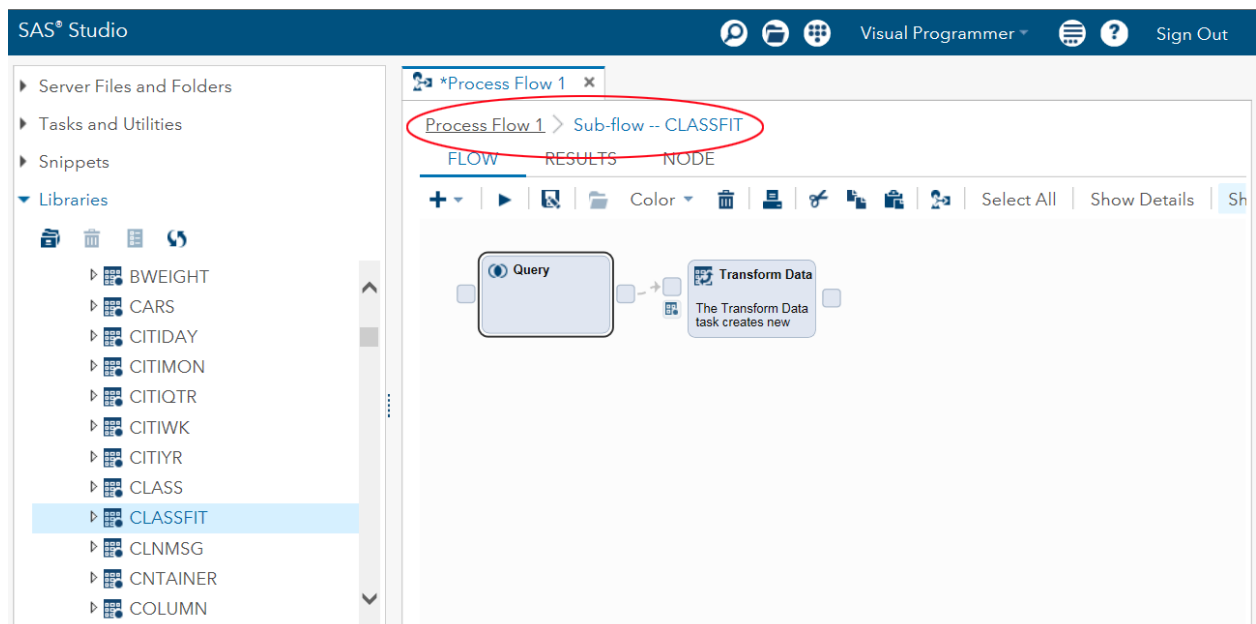 SAS® Studio
Visual Programmer
Sign Out
Server Files and Folders
Tasks and Utilities
Snippets
Libraries
BWEIGHT
CARS
CITIDAY
CITIMON
CITIQTR
CITIWK
CITIYR
CLASS
CLASSFIT
CLNMSG
CNTAINER
COLUMN
*Process Flow 1
Process Flow 1 > Sub-flow -- CLASSFIT
FLOW RESULTS NODE
Color Select All Show Details Sh
Query
Transform Data
The Transform Data
task creates new